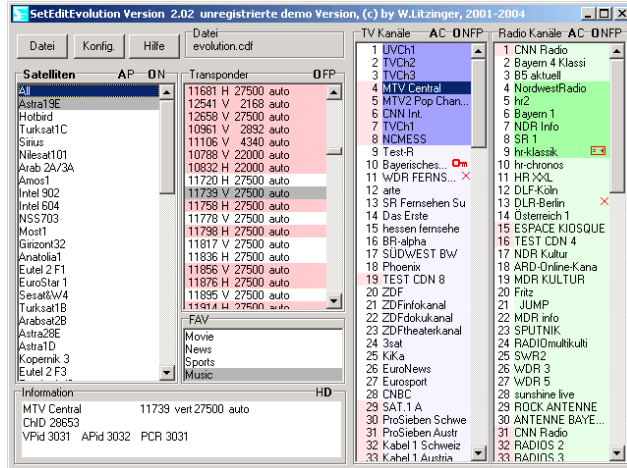 SetEditEvolution Version 2.02 unregistrierte demo Version, (c) by W.Litzinger, 2001-2004
Datei
Konfig.
Hilfe
Datei
evolution.cdf
Satelliten AP ON
All
Astra19E
Hotbird
Turksat1C
Sirius
Nilesat101
Arab 2A/3A
Amos1
Intel 902
Intel 604
NSS703
Most1
Girizont32
Anatolia1
Eutel 2 F1
EuroStar 1
Sesat&W4
Turksat1B
Arabsat2B
Astra28E
Astra1D
Kopernik 3
Eutel 2 F3
Transponder OFP
11681 H 27500 auto
12541 V 2168 auto
12658 V 27500 auto
10961 V 2892 auto
11106 V 4340 auto
10788 V 22000 auto
10832 H 22000 auto
11720 H 27500 auto
11739 V 27500 auto
11758 H 27500 auto
11778 V 27500 auto
11798 H 27500 auto
11817 V 27500 auto
11836 H 27500 auto
11856 V 27500 auto
11876 H 27500 auto
11895 V 27500 auto
11914 H 27500 auto
FAV
Movie
News
Sports
Music
Information HD
MTV Central 11739 vert 27500 auto
ChID 28653
VPid 3031 APid 3032 PCR 3031
TV Kanäle AC ONFP
1 UVCh1
2 TVCh2
3 TVCh3
4 MTV Central
5 MTV2 Pop Chan...
6 CNN Int.
7 TVCh1
8 NCMESS
9 Test-R
10 Bayerisches...
11 WDR FERNS...
12 arte
13 SR Fernsehen Su
14 Das Erste
15 hessen fernsehe
16 BR-alpha
17 SÜDWEST BW
18 Phoenix
19 TEST CDN 8
20 ZDF
21 ZDFinfokanal
22 ZDFdokukanal
23 ZDFtheaterkanal
24 3sat
25 KiKa
26 EuroNews
27 Eurosport
28 CNBC
29 SAT.1 A
30 ProSieben Schwe
31 ProSieben Austr
32 Kabel 1 Schweiz
33 Kabel 1 Austria
Radio Kanäle AC ONFP
1 CNN Radio
2 Bayern 4 Klassi
3 B5 aktuell
4 NordwestRadio
5 hr2
6 Bayern 1
7 NDR Info
8 SR 1
9 hr-klassik
10 hr-chronos
11 HR XXL
12 DLF-Köln
13 DLR-Berlin
14 Österreich 1
15 ESPACE KIOSQUE
16 TEST CDN 4
17 NDR Kultur
18 ARD-Online-Kana
19 MDR KULTUR
20 Fritz
21 JUMP
22 MDR info
23 SPUTNIK
24 RADIOmultikulti
25 SWR2
26 WDR 3
27 WDR 5
28 sunshine live
29 ROCK ANTENNE
30 ANTENNE BAYE...
31 CNN Radio
32 RADIOS 2
33 RADIOS 3